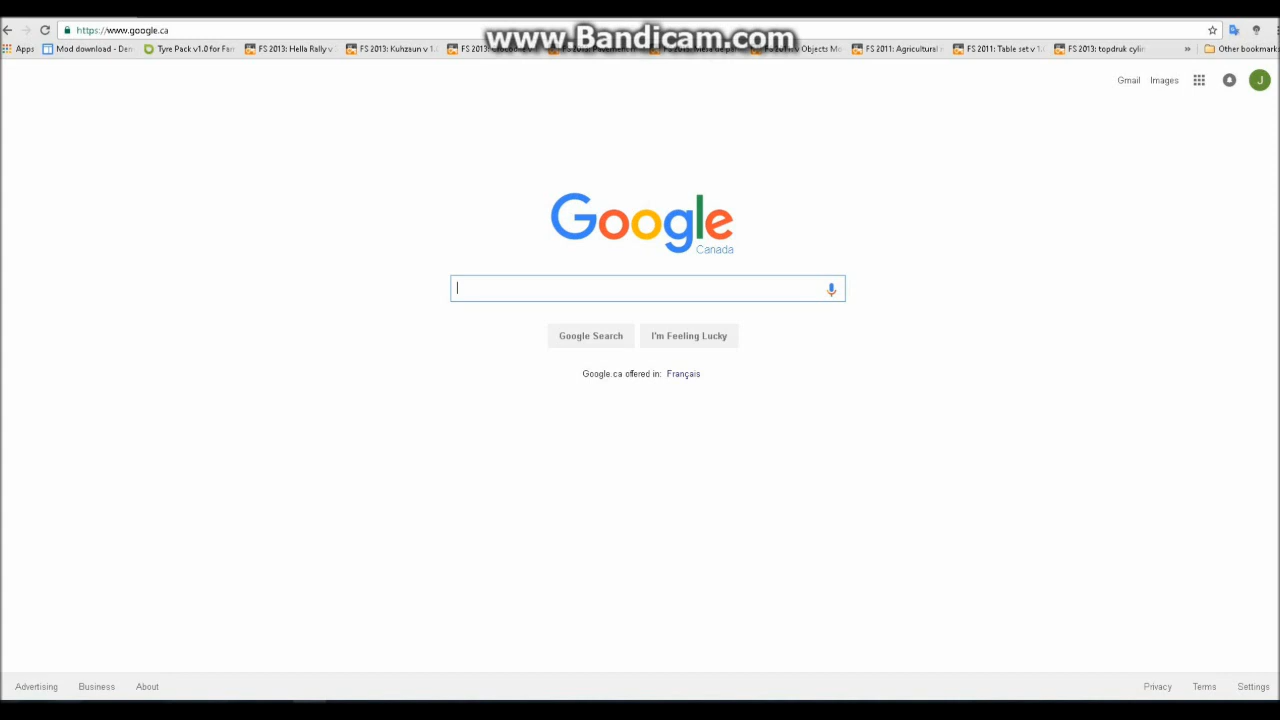 www.Bandicam.com
https://www.google.ca
Apps Mod download - Den Tyre Pack v1.0 for Far FS 2013: Hella Rally v FS 2013: Kuhzaun v 1. FS 2011: Agricultural FS 2011: Table set v 1. FS 2013: topdruk cylin » Other bookmarks
Gmail Images J
Google
Canada
Google Search I'm Feeling Lucky
Google.ca offered in: Français
Advertising Business About Privacy Terms Settings